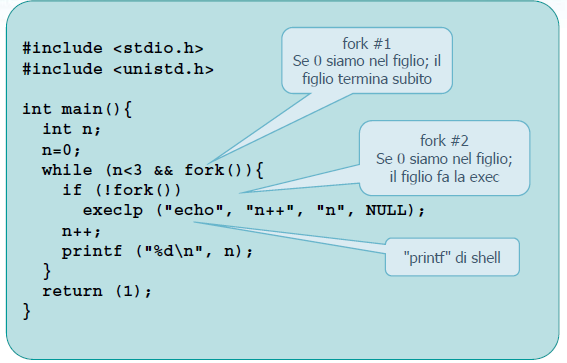 #include <stdio.h>
#include <unistd.h>
int main(){
  int n;
  n=0;
  while (n<3 && fork()){
    if (!fork())
      execlp ("echo", "n++", "n", NULL);
    n++;
    printf ("%d\n", n);
  }
  return (1);
}
fork #1
Se 0 siamo nel figlio; il
figlio termina subito
fork #2
Se 0 siamo nel figlio;
il figlio fa la exec
"printf" di shell